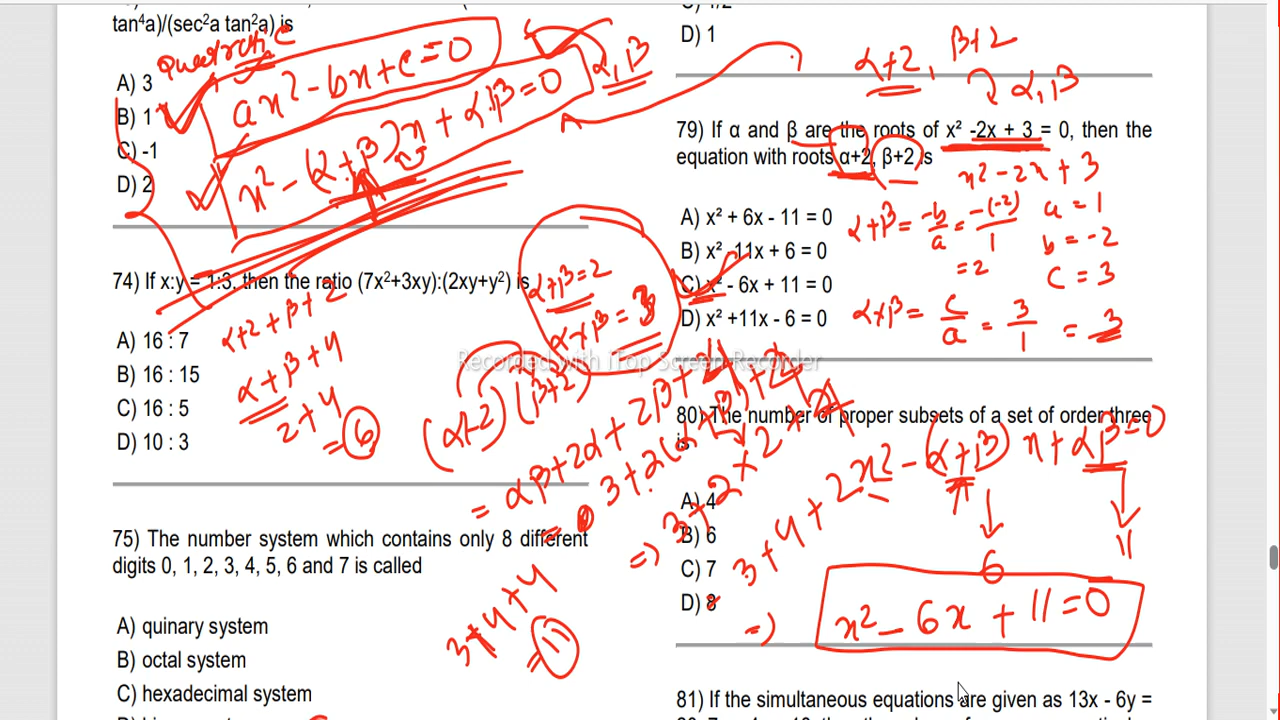 tan⁴a)/(sec²a tan²a) is
A) 3
B) 1
C) -1
D) 2
Quadratic
ax² - bx + c = 0
x² - (α+β)x + αβ = 0
α, β
74) If x:y = 1:3, then the ratio (7x²+3xy):(2xy+y²) is
A) 16 : 7
B) 16 : 15
C) 16 : 5
D) 10 : 3
α+2 + β+2
α+β+4
2+4
= 6
α+β = 2
α×β = 3
(α+2)(β+2)
= αβ+2α+2β+4
3+4+4
= 11
75) The number system which contains only 8 different
digits 0, 1, 2, 3, 4, 5, 6 and 7 is called
A) quinary system
B) octal system
C) hexadecimal system
D) 1
α+2, β+2
α, β
79) If α and β are the roots of x² -2x + 3 = 0, then the
equation with roots α+2, β+2 is
A) x² + 6x - 11 = 0
B) x² - 11x + 6 = 0
C) x² - 6x + 11 = 0
D) x² +11x - 6 = 0
x² - 2x + 3
α+β = -b/a = -(-2)/1
= 2
a = 1
b = -2
c = 3
α×β = c/a = 3/1 = 3
Recorded with iTop Screen Recorder
80) The number of proper subsets of a set of order three
is
A) 4
B) 6
C) 7
D) 8
x² - (α+β)x + αβ = 0
6
11
=> x² - 6x + 11 = 0
81) If the simultaneous equations are given as 13x - 6y =